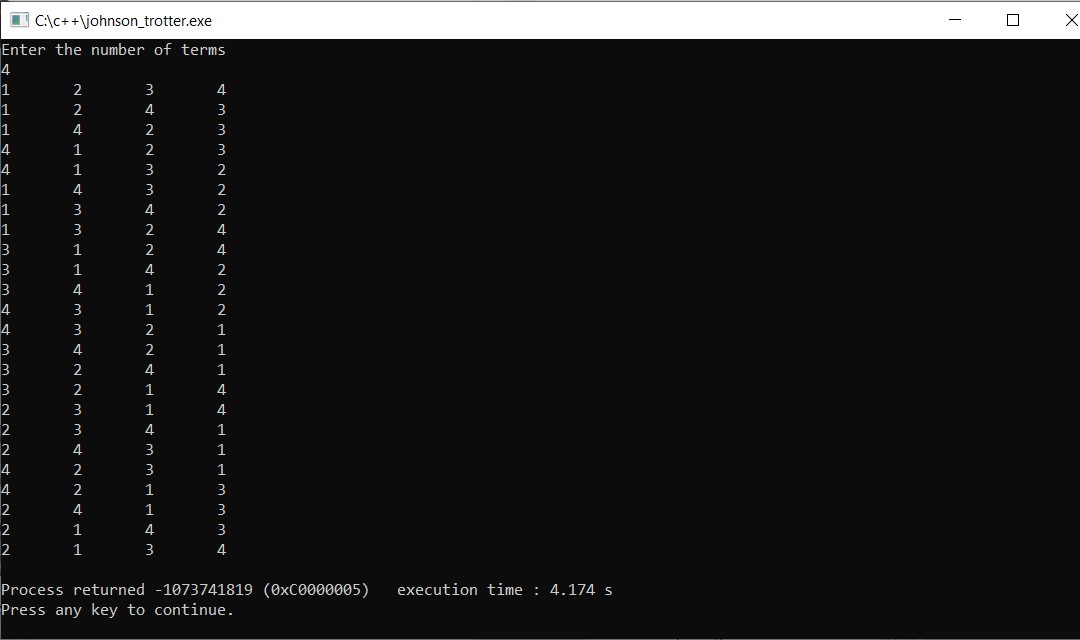 C:\c++\johnson_trotter.exe
Enter the number of terms
4
1 2 3 4
1 2 4 3
1 4 2 3
4 1 2 3
4 1 3 2
1 4 3 2
1 3 4 2
1 3 2 4
3 1 2 4
3 1 4 2
3 4 1 2
4 3 1 2
4 3 2 1
3 4 2 1
3 2 4 1
3 2 1 4
2 3 1 4
2 3 4 1
2 4 3 1
4 2 3 1
4 2 1 3
2 4 1 3
2 1 4 3
2 1 3 4
Process returned -1073741819 (0xC0000005) execution time : 4.174 s
Press any key to continue.